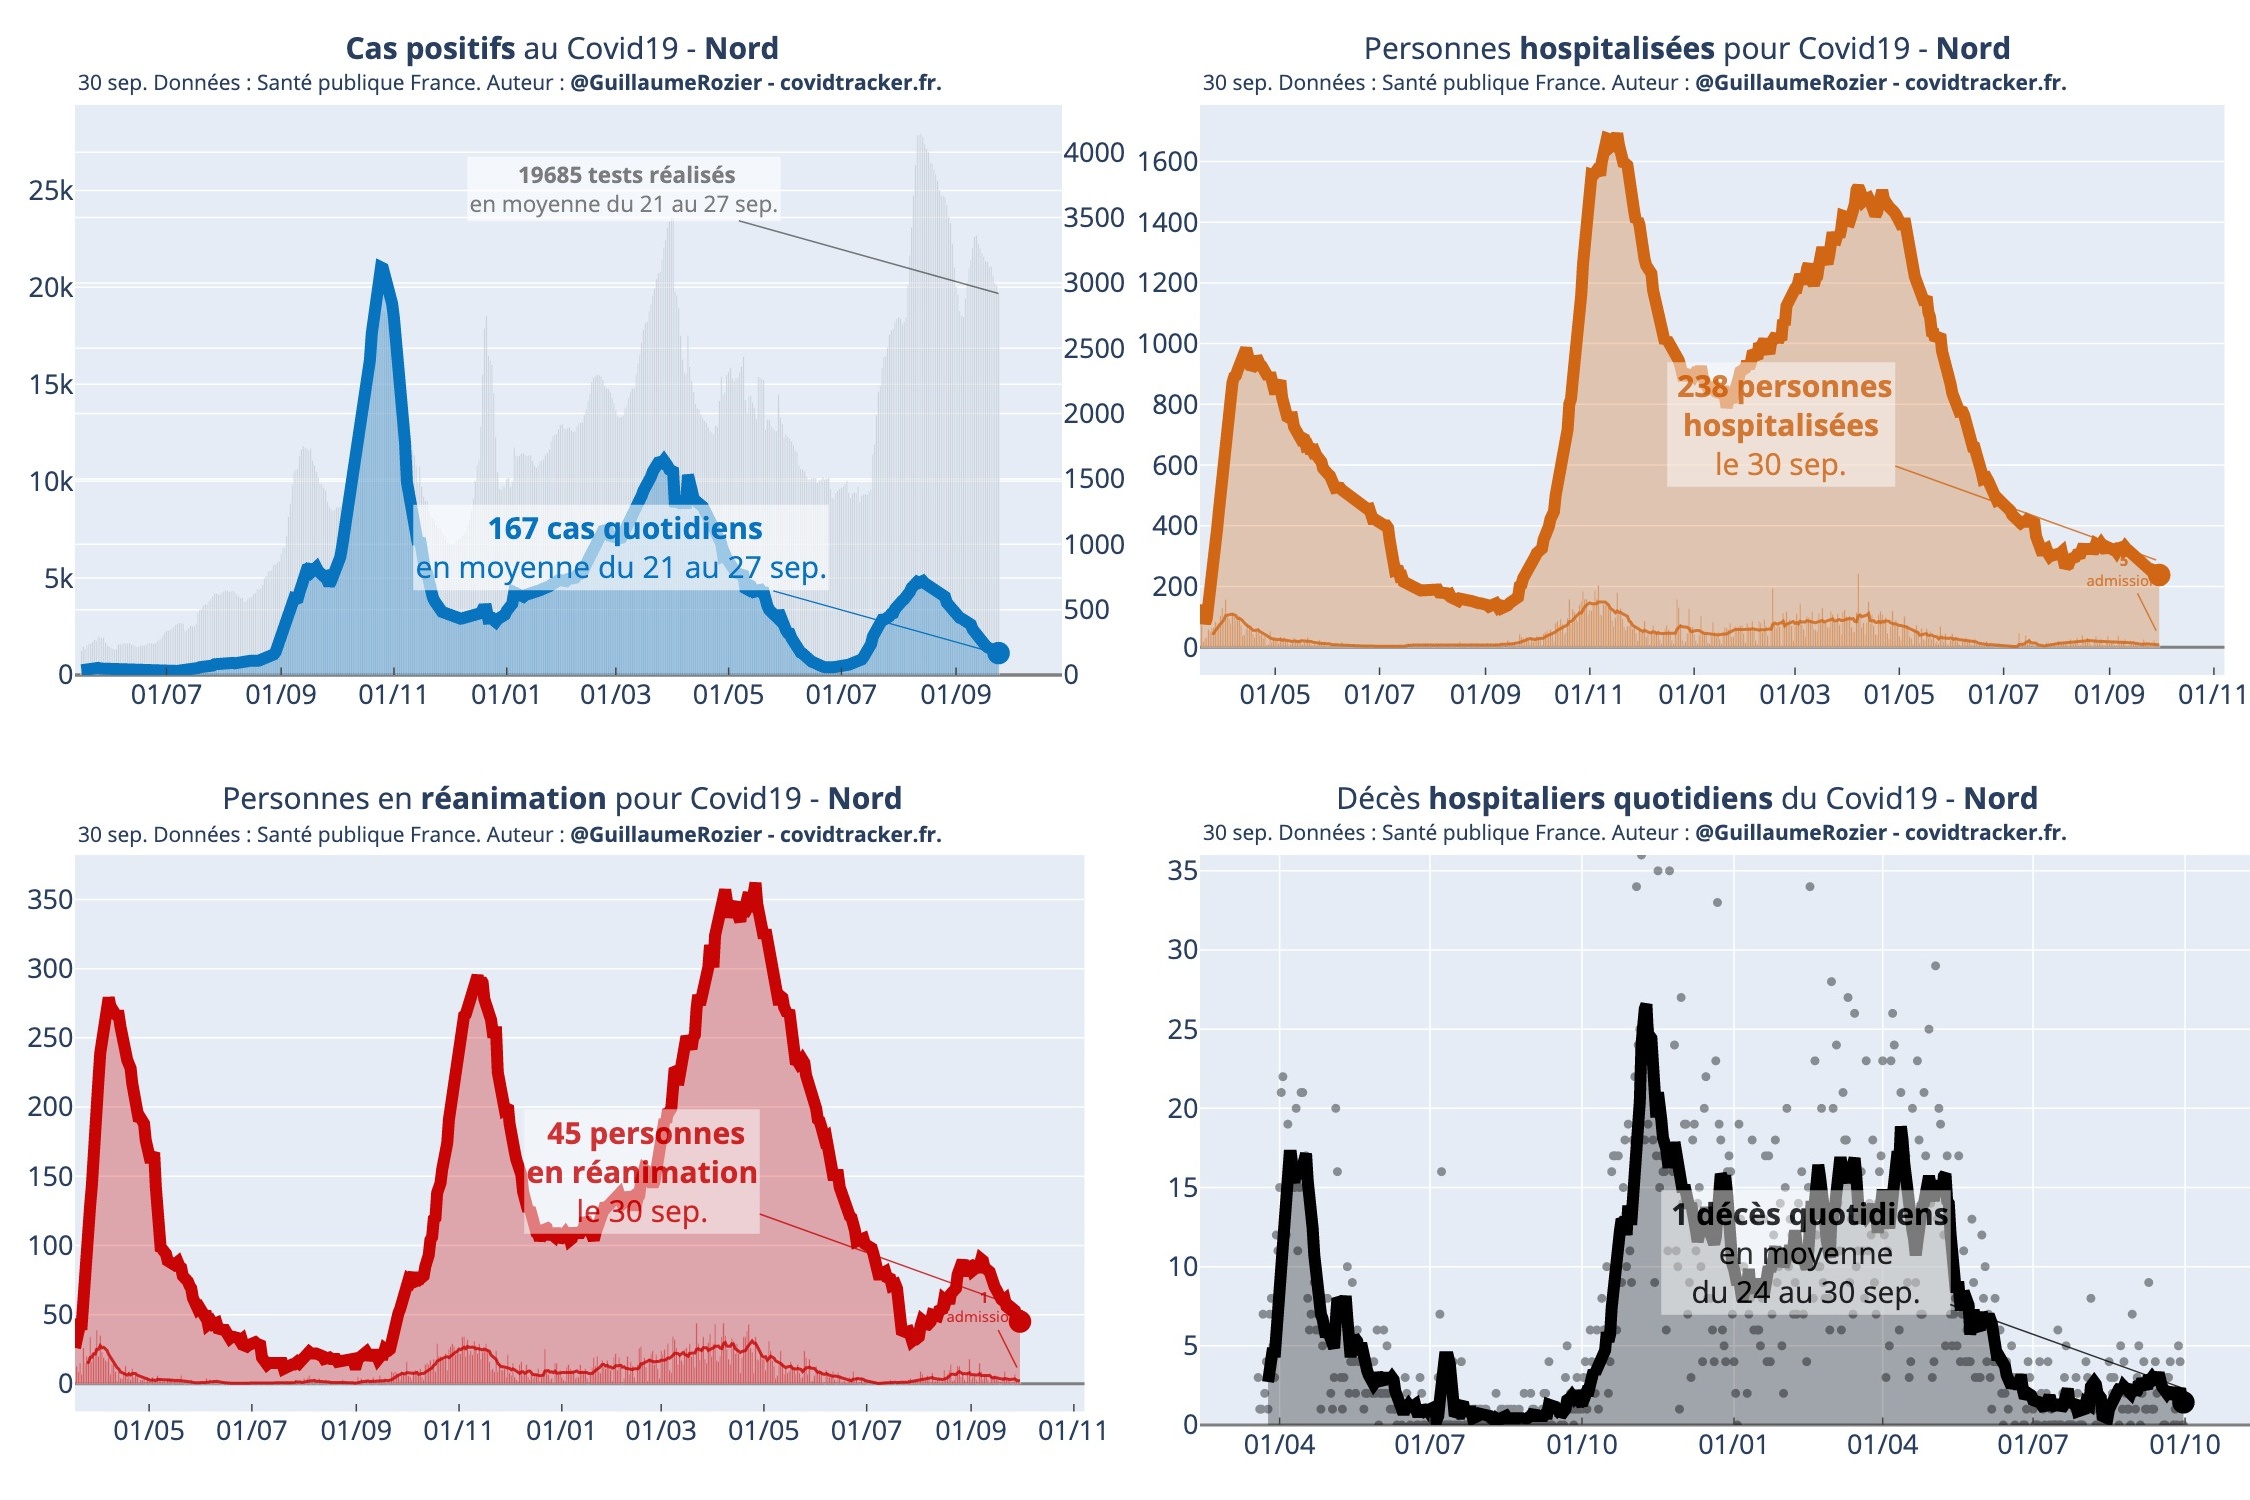 Cas positifs au Covid19 - Nord
30 sep. Données : Santé publique France. Auteur : @GuillaumeRozier - covidtracker.fr.
25k
20k
15k
10k
5k
0
4000
3500
3000
2500
2000
1500
1000
500
0
19685 tests réalisés
en moyenne du 21 au 27 sep.
167 cas quotidiens
en moyenne du 21 au 27 sep.
01/07 01/09 01/11 01/01 01/03 01/05 01/07 01/09
Personnes hospitalisées pour Covid19 - Nord
30 sep. Données : Santé publique France. Auteur : @GuillaumeRozier - covidtracker.fr.
1600
1400
1200
1000
800
600
400
200
0
238 personnes
hospitalisées
le 30 sep.
5
admission
01/05 01/07 01/09 01/11 01/01 01/03 01/05 01/07 01/09 01/11
Personnes en réanimation pour Covid19 - Nord
30 sep. Données : Santé publique France. Auteur : @GuillaumeRozier - covidtracker.fr.
350
300
250
200
150
100
50
0
45 personnes
en réanimation
le 30 sep.
1
admission
01/05 01/07 01/09 01/11 01/01 01/03 01/05 01/07 01/09 01/11
Décès hospitaliers quotidiens du Covid19 - Nord
30 sep. Données : Santé publique France. Auteur : @GuillaumeRozier - covidtracker.fr.
35
30
25
20
15
10
5
0
1 décès quotidiens
en moyenne
du 24 au 30 sep.
01/04 01/07 01/10 01/01 01/04 01/07 01/10